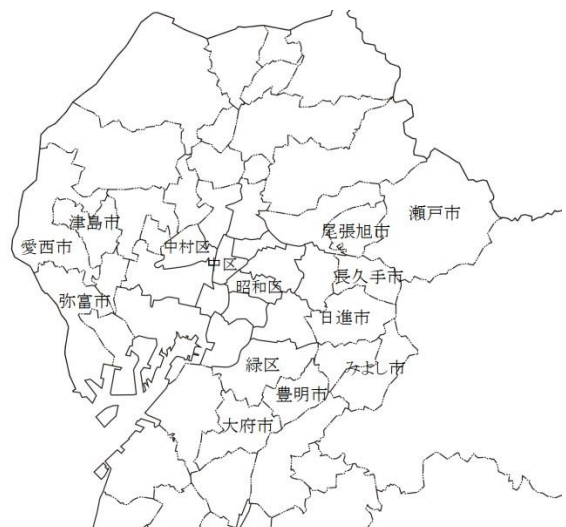 瀬戸市
津島市
尾張旭市
愛西市
中村区
中区
長久手市
昭和区
弥富市
日進市
緑区
みよし市
豊明市
大府市